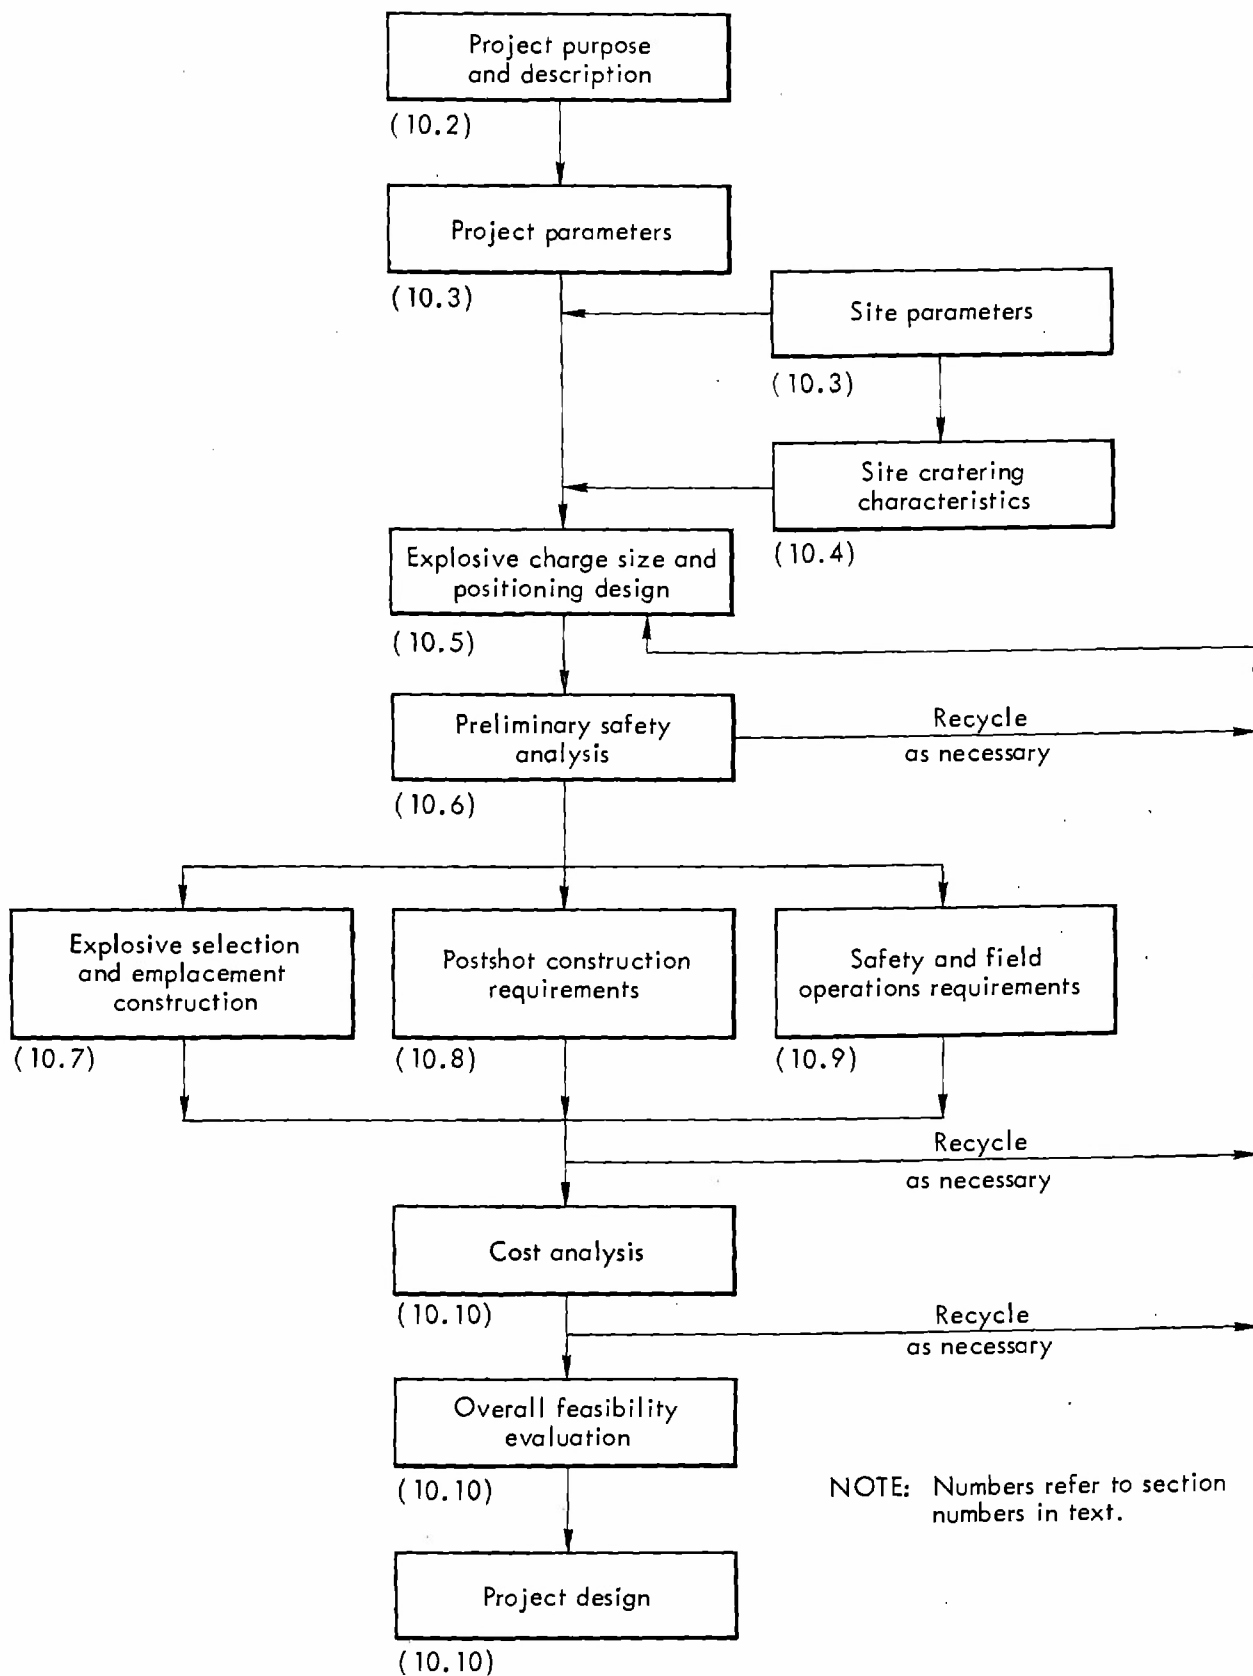 Project purpose
and description
(10.2)
Project parameters
(10.3)
Site parameters
(10.3)
Site cratering
characteristics
(10.4)
Explosive charge size and
positioning design
(10.5)
Preliminary safety
analysis
(10.6)
Recycle
as necessary
Explosive selection
and emplacement
construction
(10.7)
Postshot construction
requirements
(10.8)
Safety and field
operations requirements
(10.9)
Recycle
as necessary
Cost analysis
(10.10)
Recycle
as necessary
Overall feasibility
evaluation
(10.10)
NOTE: Numbers refer to section
numbers in text.
Project design
(10.10)